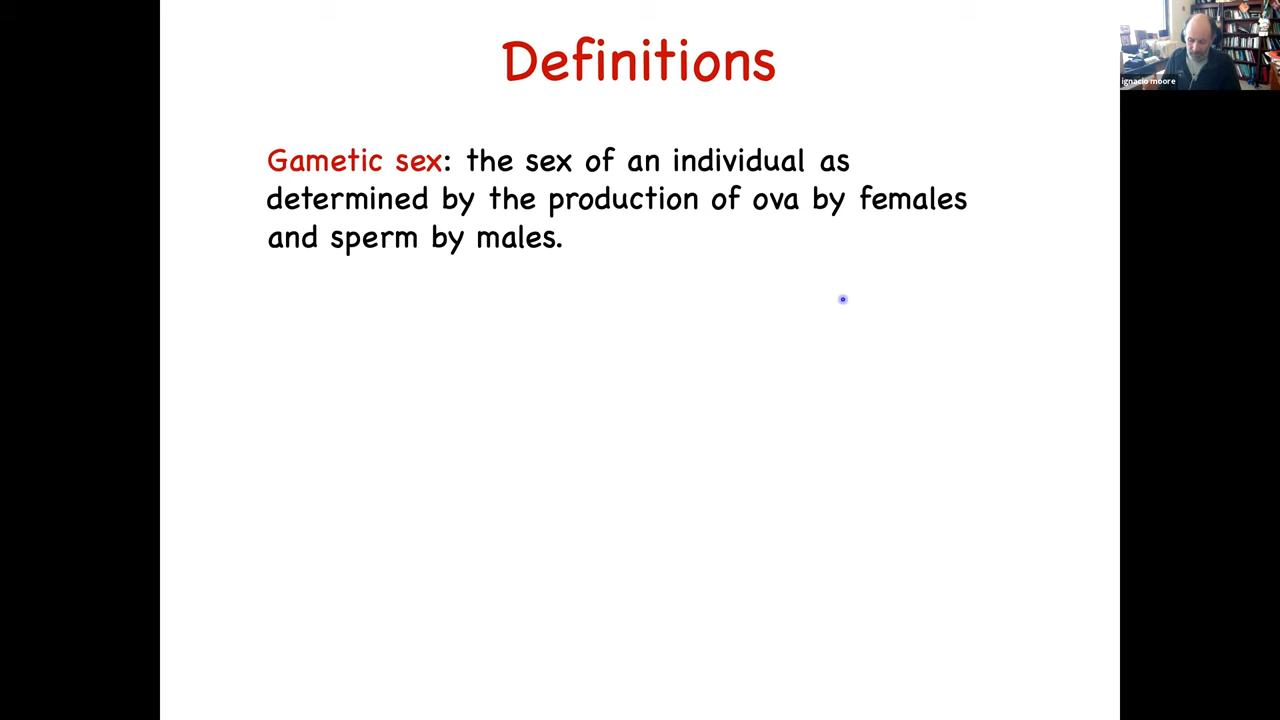 Definitions
Gametic sex: the sex of an individual as
determined by the production of ova by females
and sperm by males.
ignacio moore